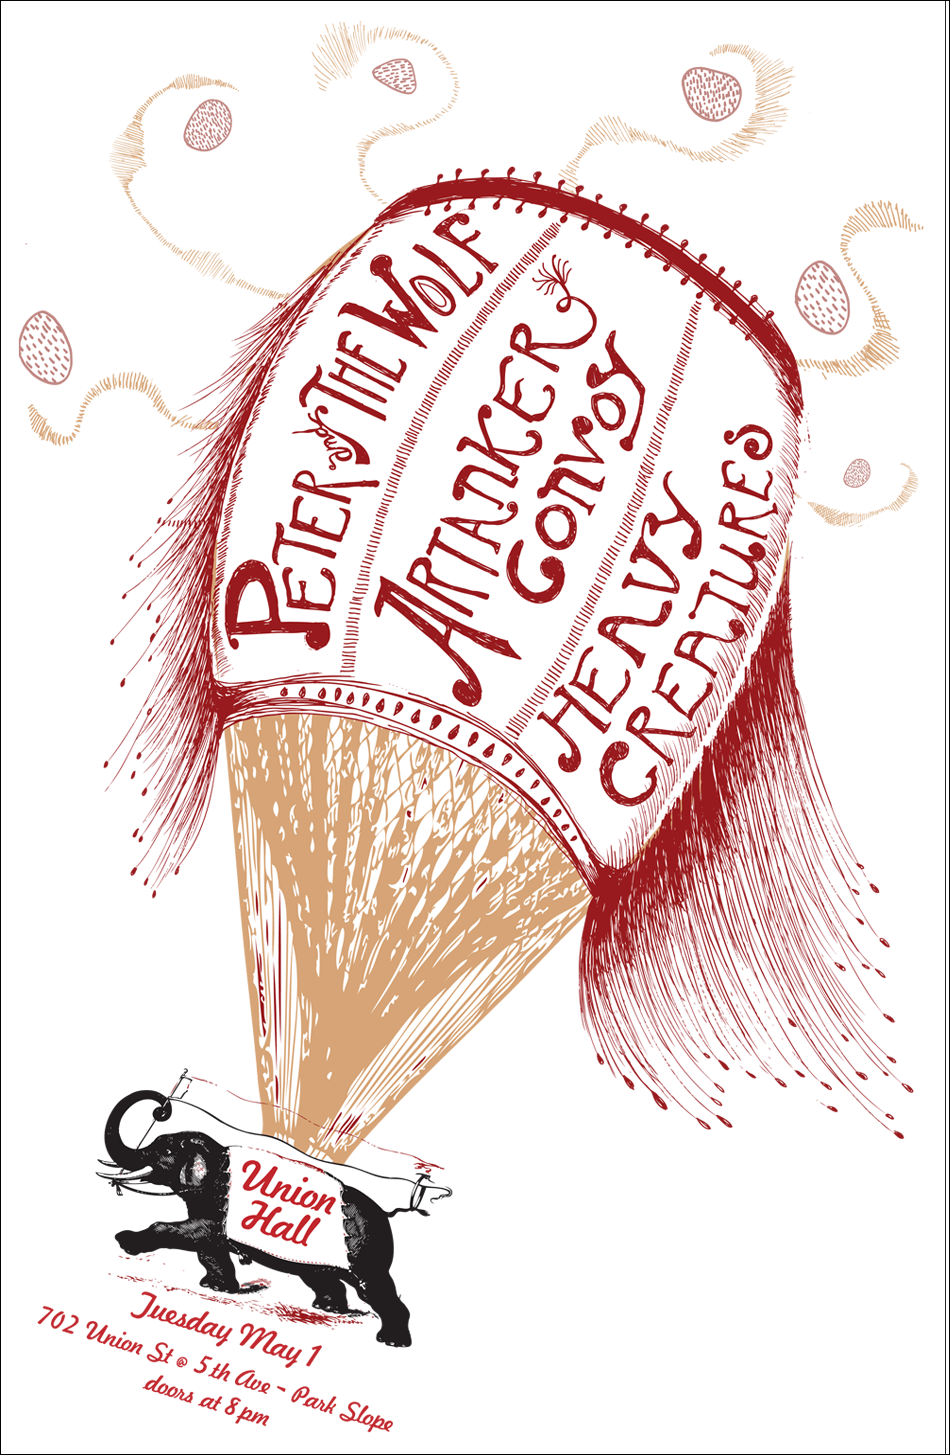 PETER and THE WOLF
ARTANKER
CONVOY
HEAVY
CREATURES
Union
Hall
Tuesday May 1
702 Union St @ 5th Ave - Park Slope
doors at 8pm